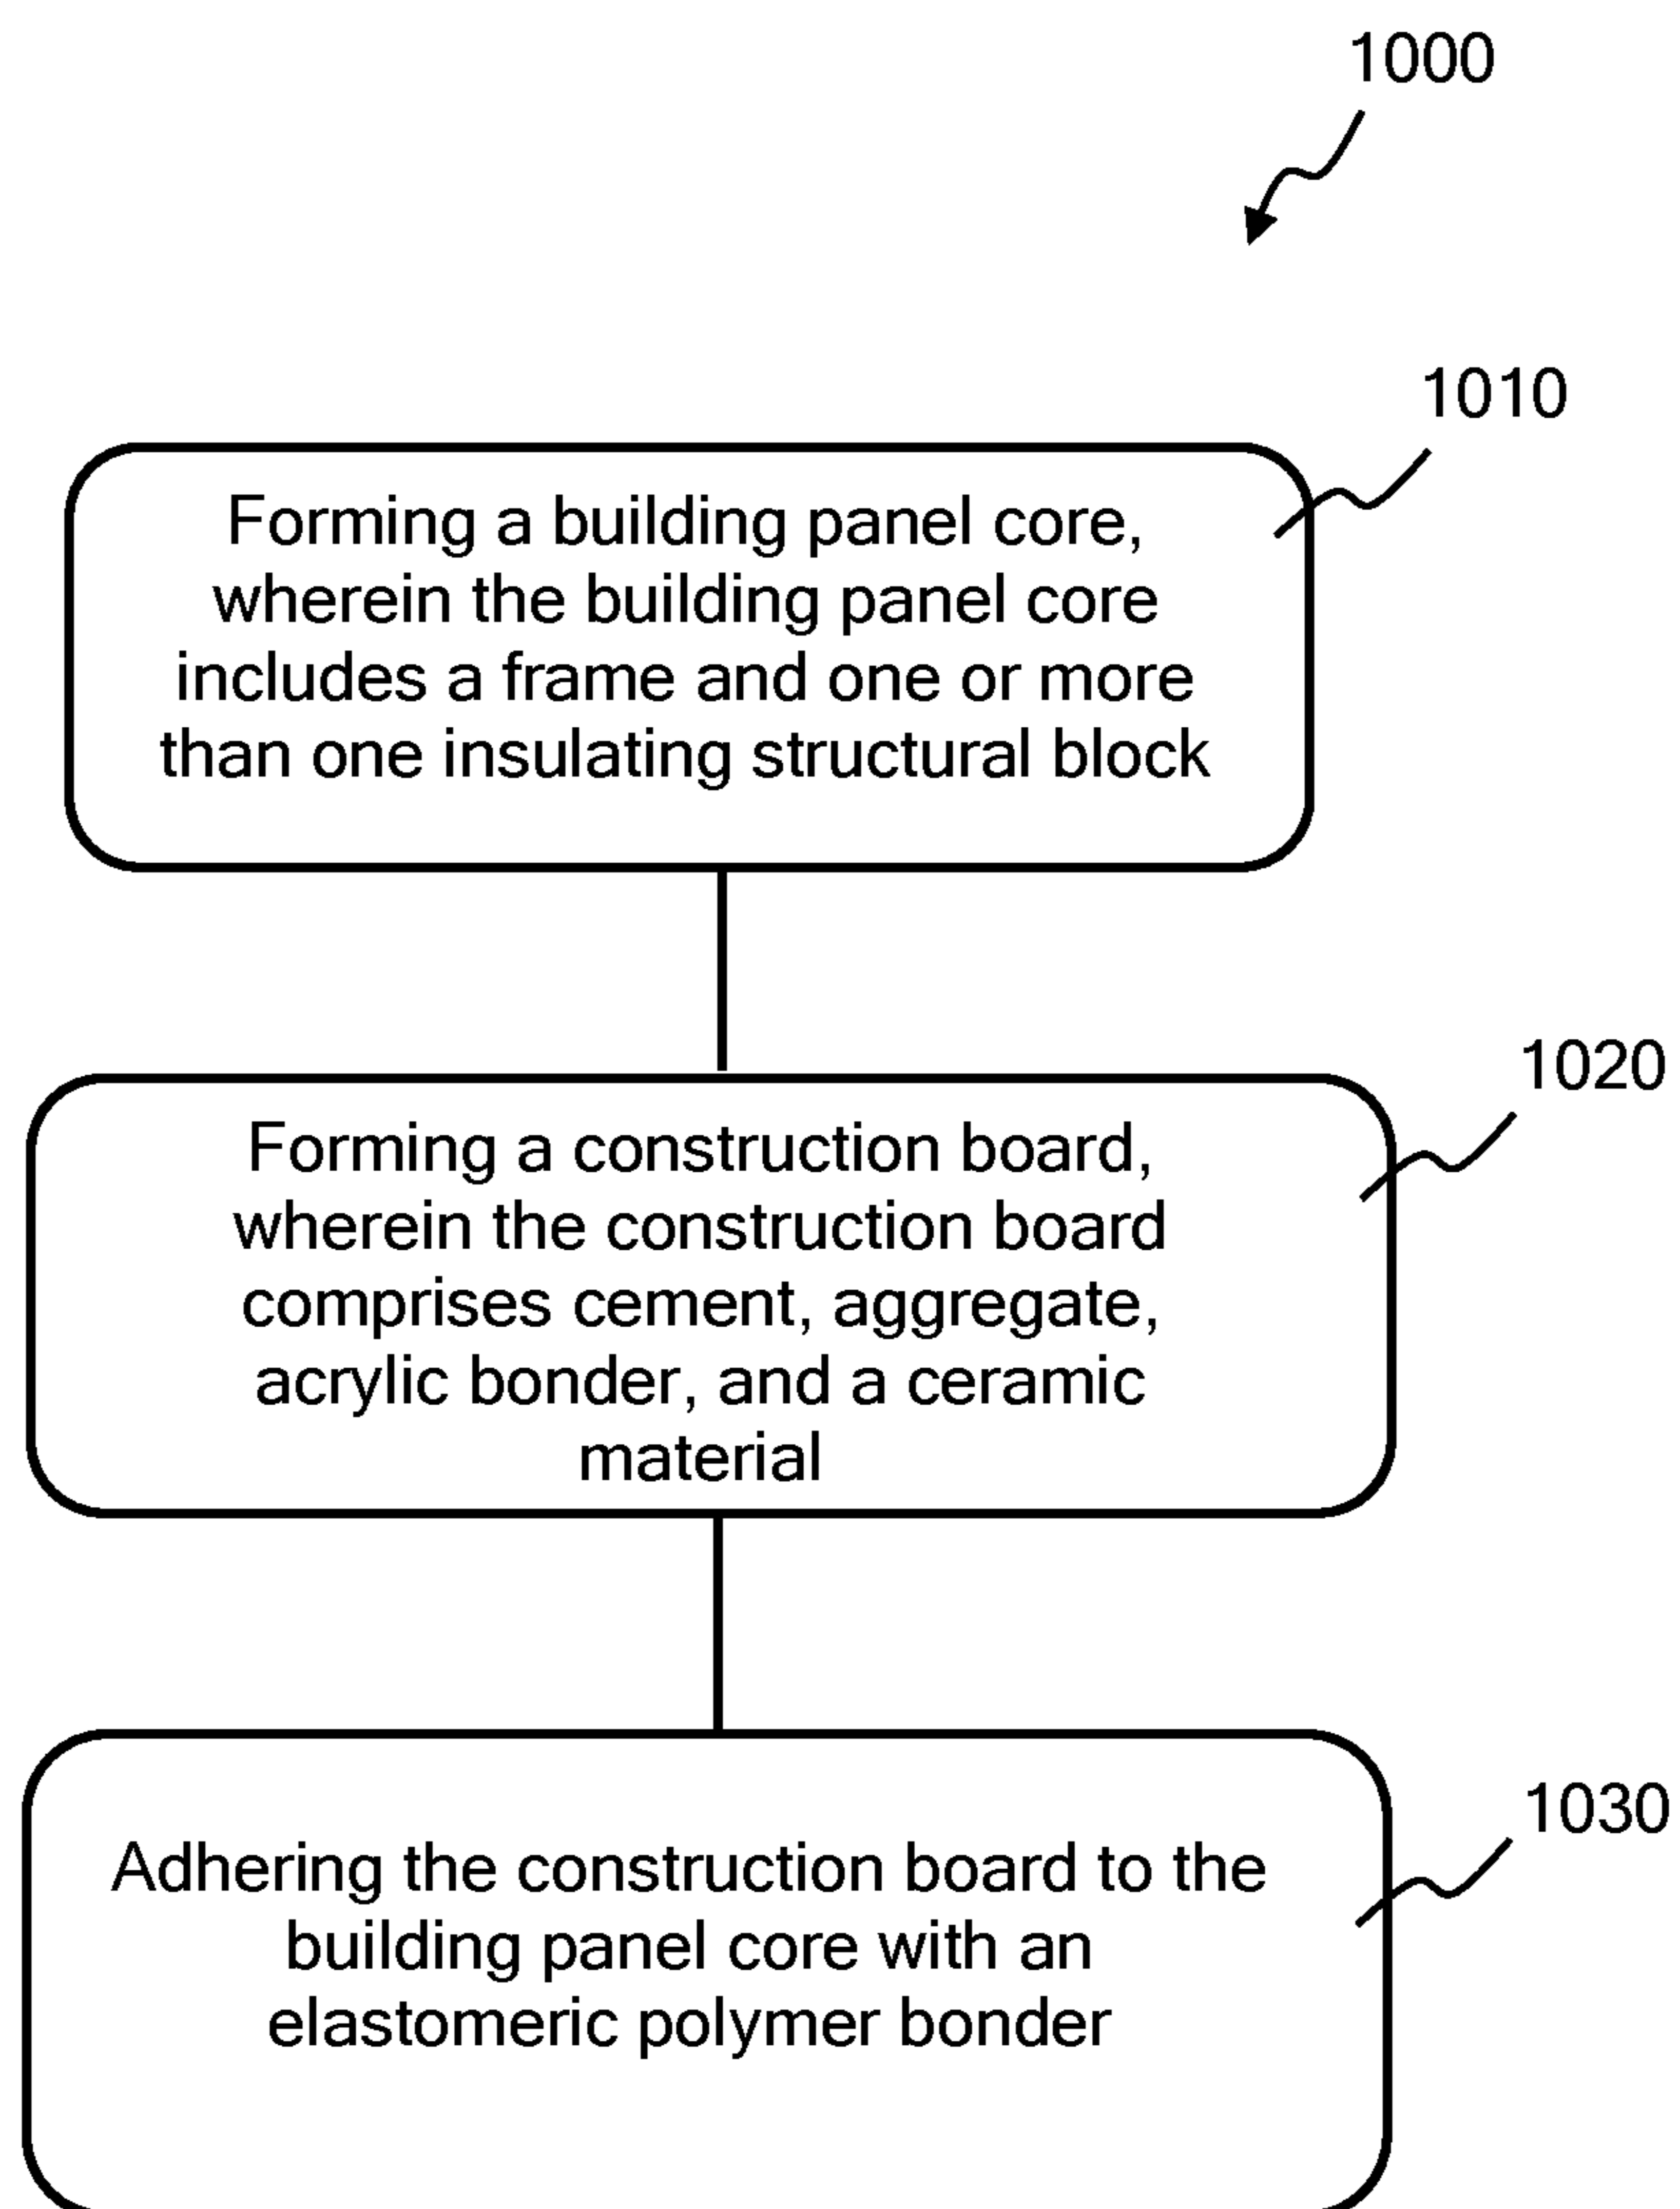 1000
1010
Forming a building panel core,
wherein the building panel core
includes a frame and one or more
than one insulating structural block
1020
Forming a construction board,
wherein the construction board
comprises cement, aggregate,
acrylic bonder, and a ceramic
material
1030
Adhering the construction board to the
building panel core with an
elastomeric polymer bonder